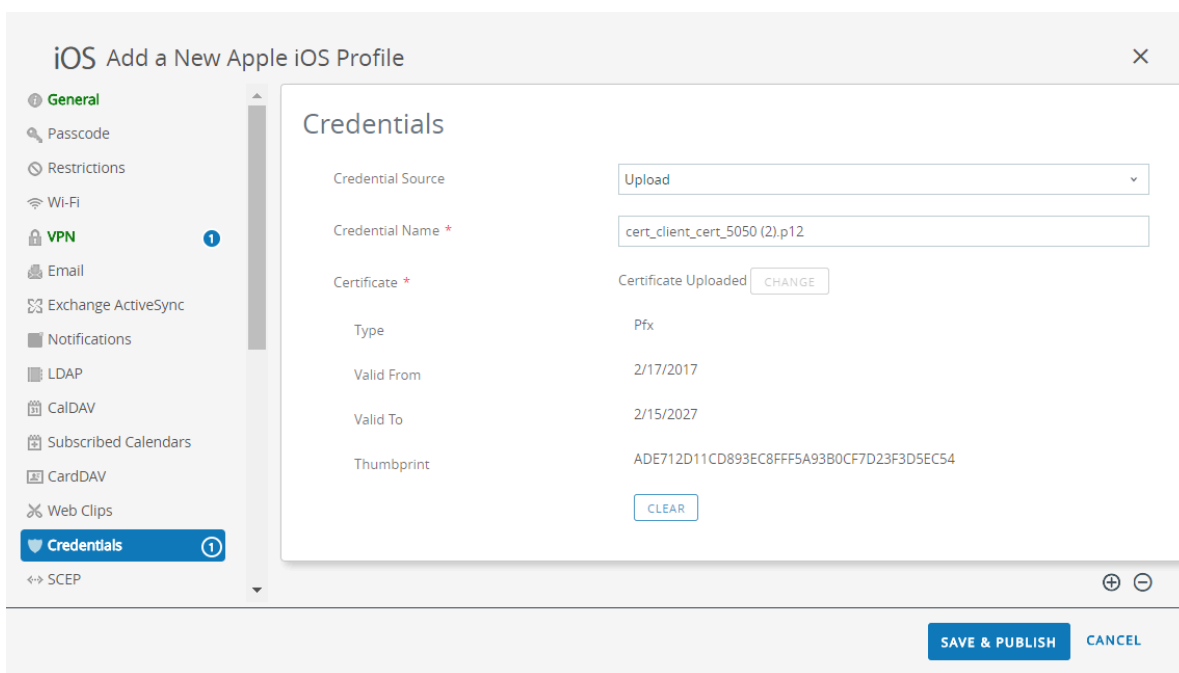 iOS Add a New Apple iOS Profile
General
Passcode
Restrictions
Wi-Fi
VPN 1
Email
Exchange ActiveSync
Notifications
LDAP
CalDAV
Subscribed Calendars
CardDAV
Web Clips
Credentials 1
SCEP
Credentials
Credential Source Upload
Credential Name * cert_client_cert_5050 (2).p12
Certificate * Certificate Uploaded CHANGE
Type Pfx
Valid From 2/17/2017
Valid To 2/15/2027
Thumbprint ADE712D11CD893EC8FFF5A93B0CF7D23F3D5EC54
CLEAR
SAVE & PUBLISH CANCEL